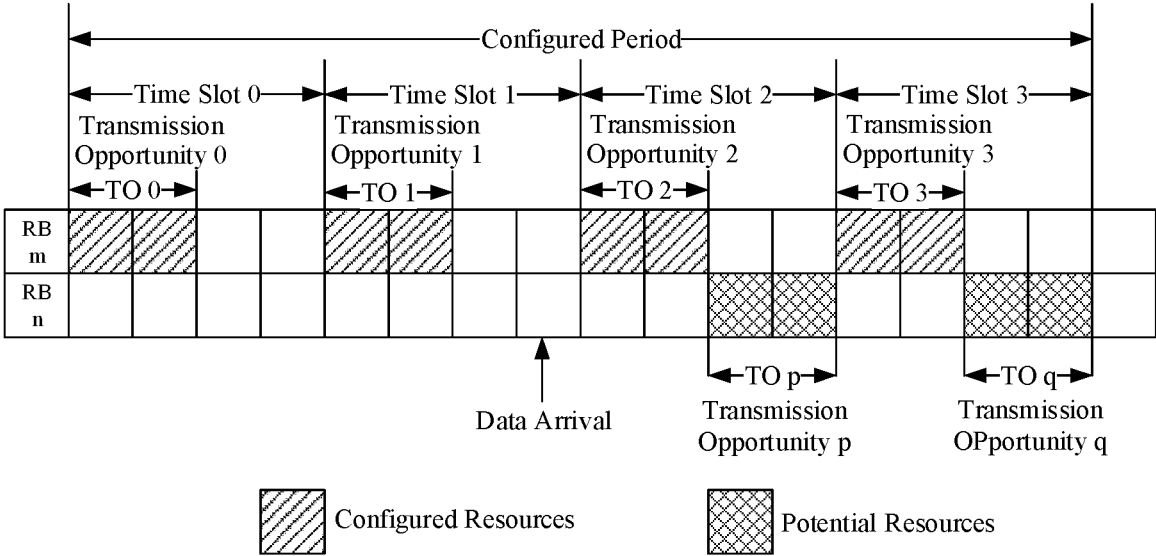 Configured Period
Time Slot 0
Time Slot 1
Time Slot 2
Time Slot 3
Transmission
Opportunity 0
Transmission
Opportunity 1
Transmission
Opportunity 2
Transmission
Opportunity 3
TO 0
TO 1
TO 2
TO 3
RB
m
RB
n
TO p
TO q
Data Arrival
Transmission
Opportunity p
Transmission
OPportunity q
Configured Resources
Potential Resources